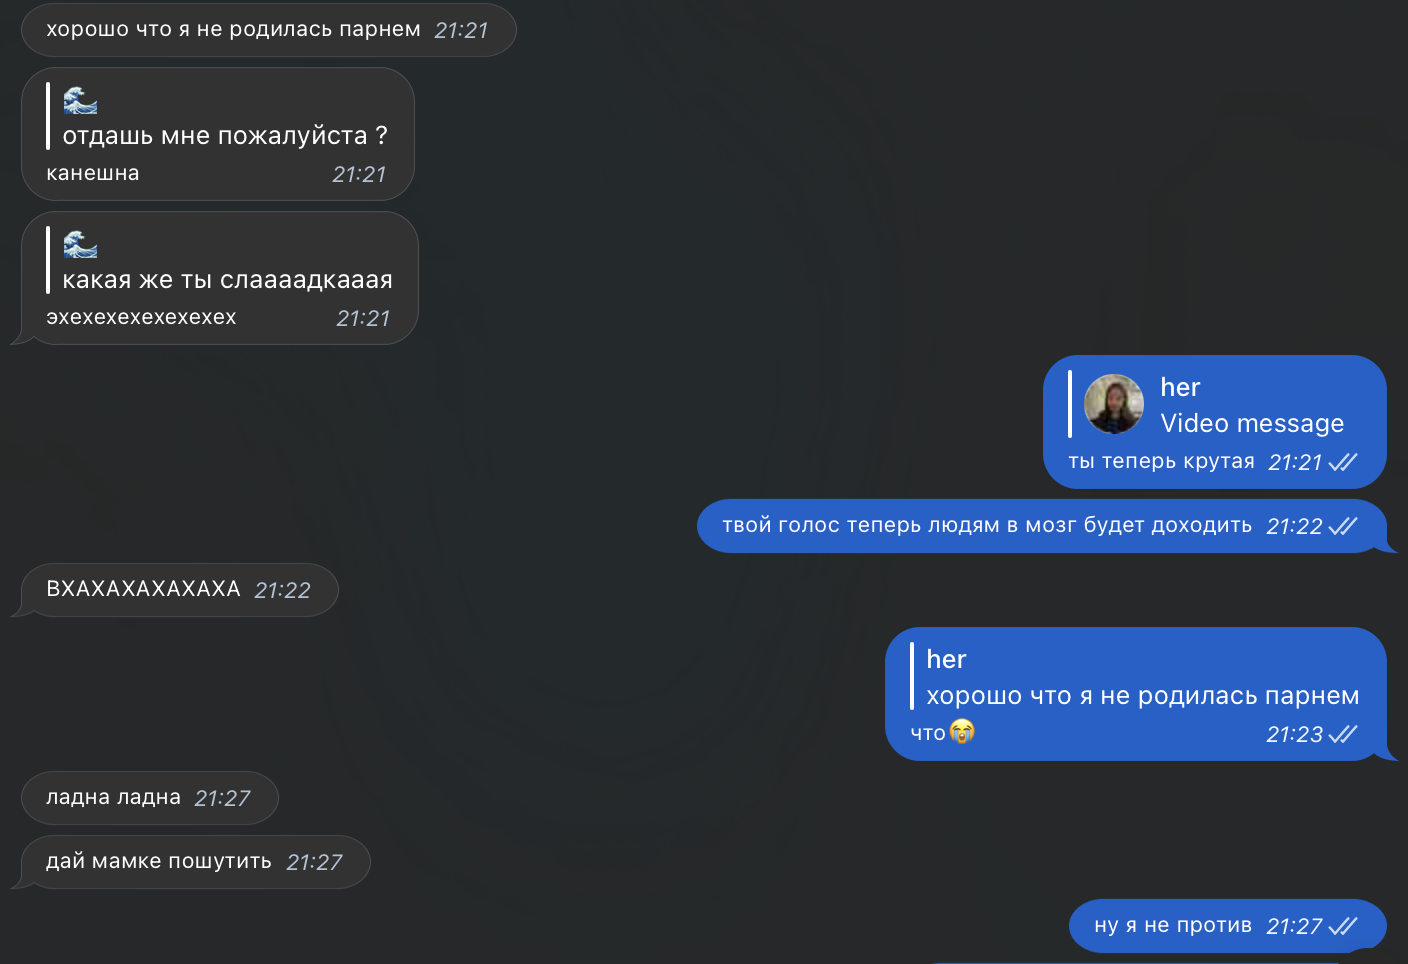 хорошо что я не родилась парнем 21:21
🌊
отдашь мне пожалуйста ?
канешна 21:21
🌊
какая же ты слаааадкааая
эхехехехехехехех 21:21
her
Video message
ты теперь крутая 21:21
твой голос теперь людям в мозг будет доходить 21:22
ВХАХАХАХАХАХА 21:22
her
хорошо что я не родилась парнем
что😭 21:23
ладна ладна 21:27
дай мамке пошутить 21:27
ну я не против 21:27